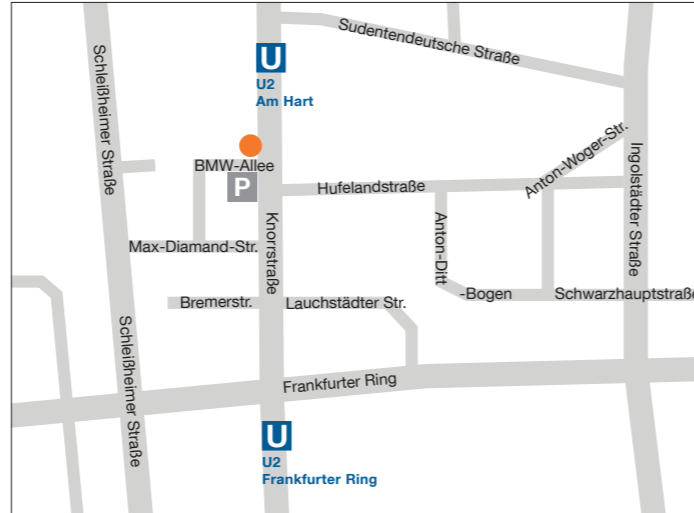 Sudentendeutsche Straße
Schleißheimer Straße
U
U2
Am Hart
Anton-Woger-Str.
Ingolstädter Straße
BMW-Allee
P
Hufelandstraße
Knorrstraße
Anton-Ditt
-Bogen
Max-Diamand-Str.
Schwarzhauptstraße
Bremerstr.
Lauchstädter Str.
Schleißheimer Straße
Frankfurter Ring
U
U2
Frankfurter Ring